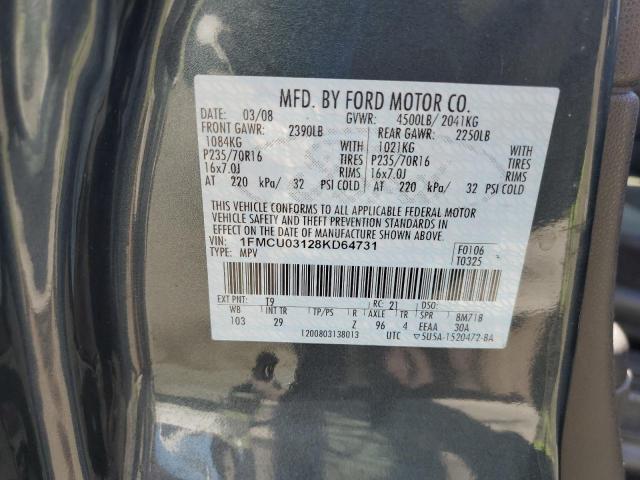 MFD. BY FORD MOTOR CO.
DATE: 03/08 GVWR: 4500LB/ 2041KG
FRONT GAWR: 2390LB REAR GAWR: 2250LB
1084KG WITH 1021KG WITH
P235/70R16 TIRES P235/70R16 TIRES
16x7.0J RIMS 16x7.0J RIMS
AT 220 kPa/ 32 PSI COLD AT 220 kPa/ 32 PSI COLD
THIS VEHICLE CONFORMS TO ALL APPLICABLE FEDERAL MOTOR
VEHICLE SAFETY AND THEFT PREVENTION STANDARDS IN
EFFECT ON THE DATE OF MANUFACTURE SHOWN ABOVE.
VIN: 1FMCU03128KD64731 F0106
TYPE: MPV T0325
EXT PNT: T9 RC: 21 DSO:
WB INT TR TP/PS R AXLE TR SPR 8M71B
103 29 Z 96 4 EEAA 30A
1200803138013 UTC ▽5U5A-1520472-BA